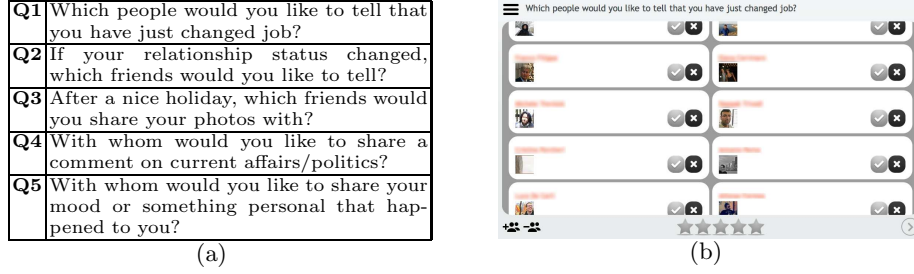 Q1 Which people would you like to tell that
you have just changed job?
Q2 If your relationship status changed,
which friends would you like to tell?
Q3 After a nice holiday, which friends would
you share your photos with?
Q4 With whom would you like to share a
comment on current affairs/politics?
Q5 With whom would you like to share your
mood or something personal that hap-
pened to you?
(a)
Which people would you like to tell that you have just changed job?
(b)